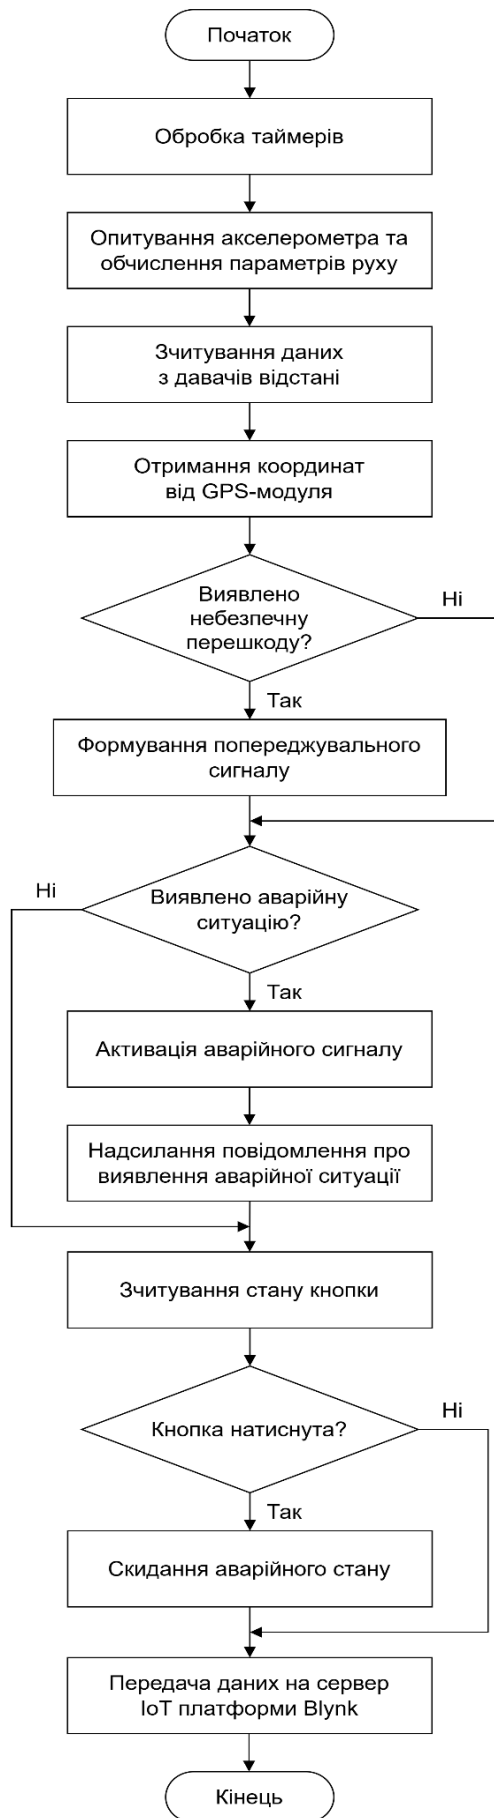 Початок
Обробка таймерів
Опитування акселерометра та
обчислення параметрів руху
Зчитування даних
з давачів відстані
Отримання координат
від GPS-модуля
Виявлено
небезпечну
перешкоду?
Ні
Так
Формування попереджувального
сигналу
Ні
Виявлено аварійну
ситуацію?
Так
Активація аварійного сигналу
Надсилання повідомлення про
виявлення аварійної ситуації
Зчитування стану кнопки
Кнопка натиснута?
Ні
Так
Скидання аварійного стану
Передача даних на сервер
IoT платформи Blynk
Кінець